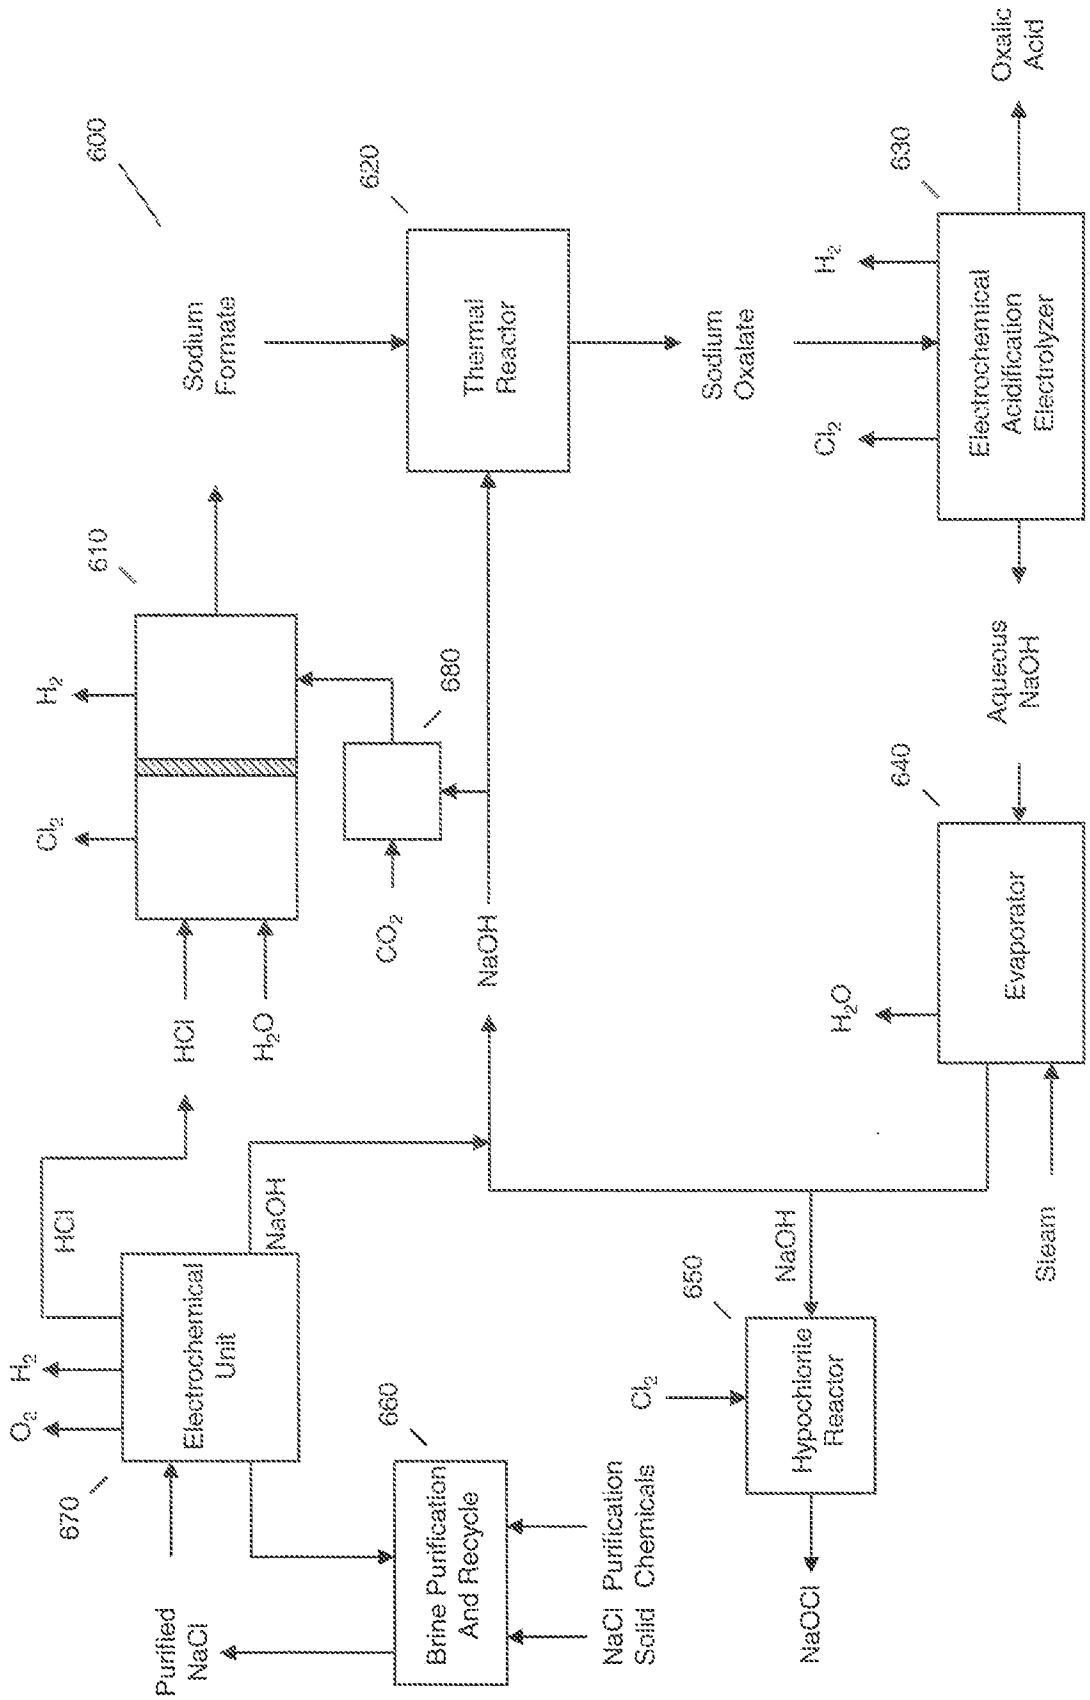 600
Sodium
Formate
620
Thermal
Reactor
Sodium
Oxalate
630
H2
Cl2
Electrochemical
Acidification
Electrolyzer
Oxalic
Acid
610
H2
Cl2
680
CO2
NaOH
Aqueous
NaOH
640
Evaporator
H2O
Steam
HCl
H2O
HCl
NaOH
H2
O2
Electrochemical
Unit
670
Purified
NaCl
660
Brine Purification
And Recycle
NaCl Purification
Solid Chemicals
NaOH
650
Cl2
Hypochlorite
Reactor
NaOCl